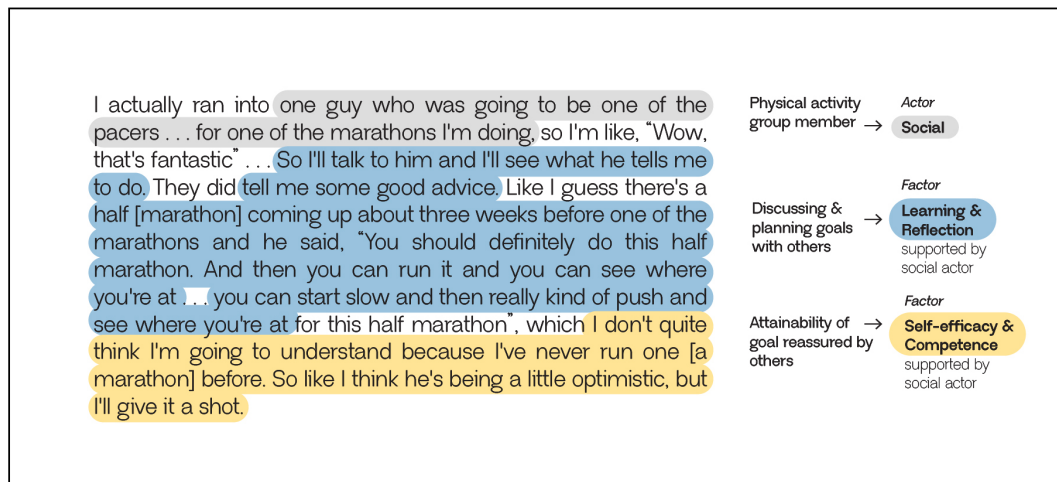 I actually ran into one guy who was going to be one of the
pacers . . . for one of the marathons I'm doing, so I'm like, “Wow,
that's fantastic” . . . So I'll talk to him and I'll see what he tells me
to do. They did tell me some good advice. Like I guess there's a
half [marathon] coming up about three weeks before one of the
marathons and he said, “You should definitely do this half
marathon. And then you can run it and you can see where
you're at . . . you can start slow and then really kind of push and
see where you're at for this half marathon”, which I don't quite
think I'm going to understand because I've never run one [a
marathon] before. So like I think he's being a little optimistic, but
I'll give it a shot.
Physical activity
group member →
Actor
Social
Discussing &
planning goals
with others
→
Factor
Learning &
Reflection
supported by
social actor
Attainability of
goal reassured by
others
→
Factor
Self-efficacy &
Competence
supported by
social actor